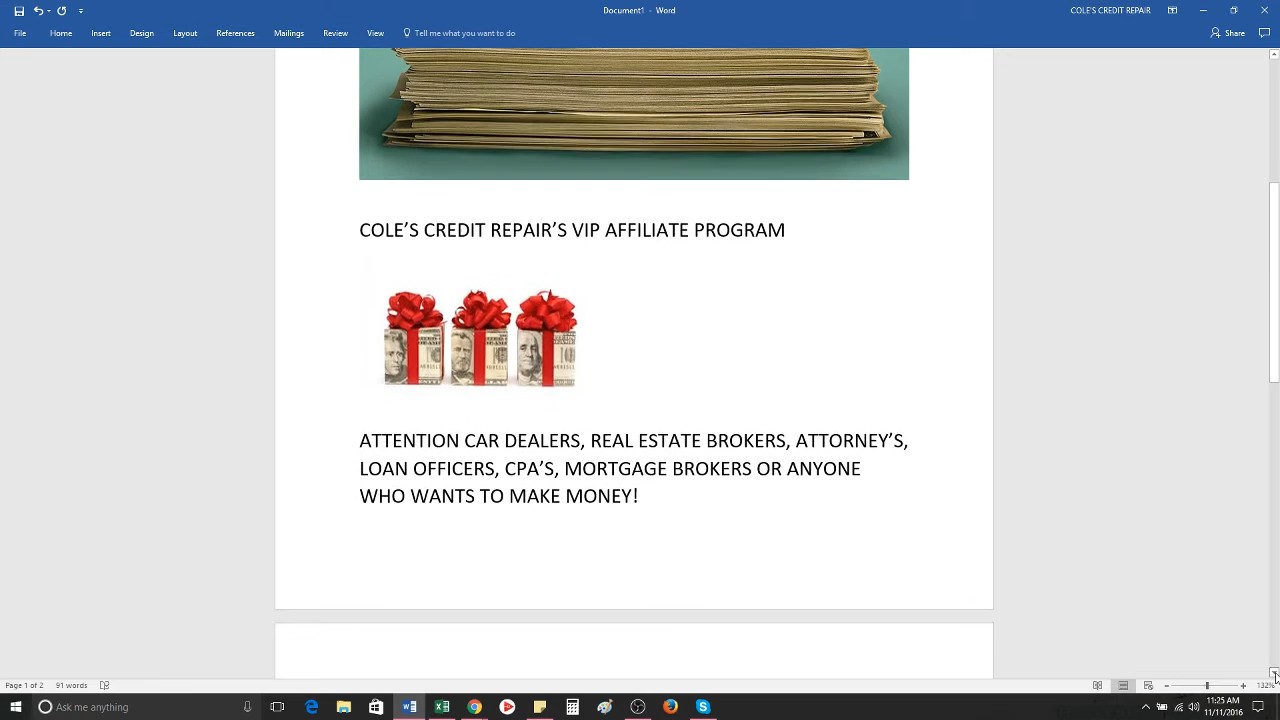 Document1 - Word
COLE'S CREDIT REPAIR
File Home Insert Design Layout References Mailings Review View Tell me what you want to do Share
COLE’S CREDIT REPAIR’S VIP AFFILIATE PROGRAM
ATTENTION CAR DEALERS, REAL ESTATE BROKERS, ATTORNEY’S,
LOAN OFFICERS, CPA’S, MORTGAGE BROKERS OR ANYONE
WHO WANTS TO MAKE MONEY!
Page 1 of 2 91 words 132%
Ask me anything
11:25 AM
11/11/2016